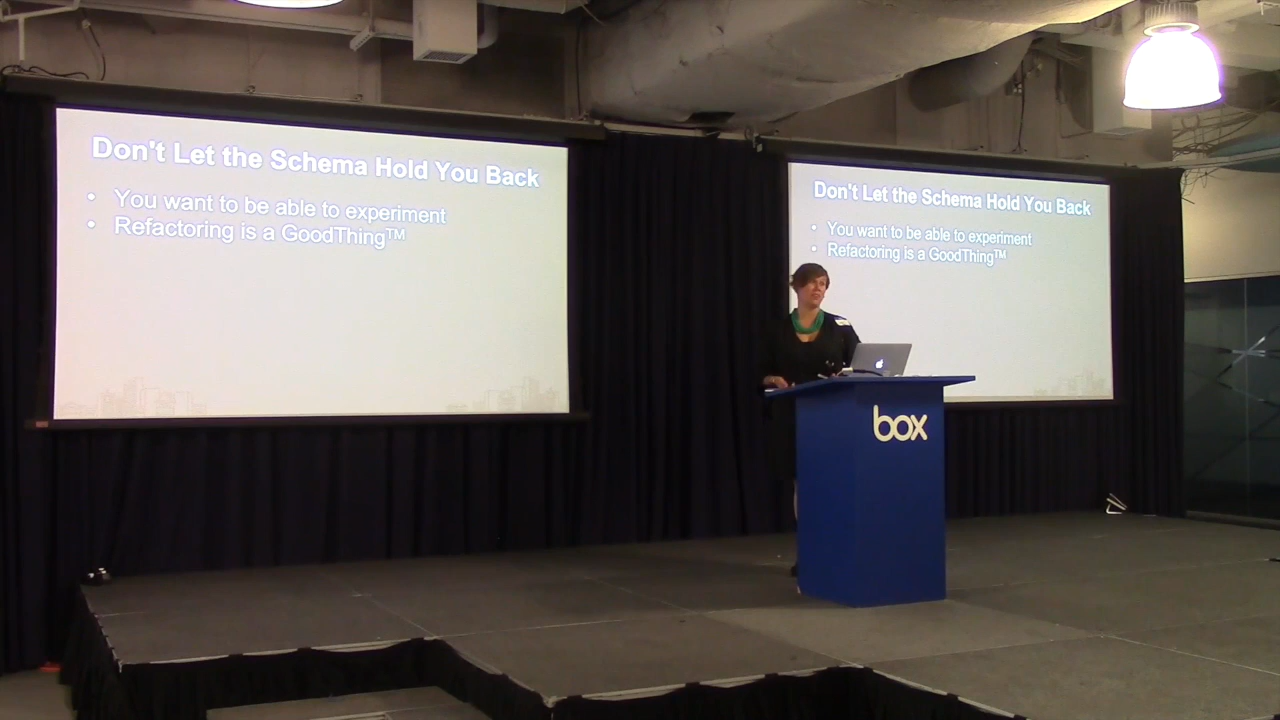 Don't Let the Schema Hold You Back
• You want to be able to experiment
• Refactoring is a GoodThing™
Don't Let the Schema Hold You Back
• You want to be able to experiment
• Refactoring is a GoodThing™
box